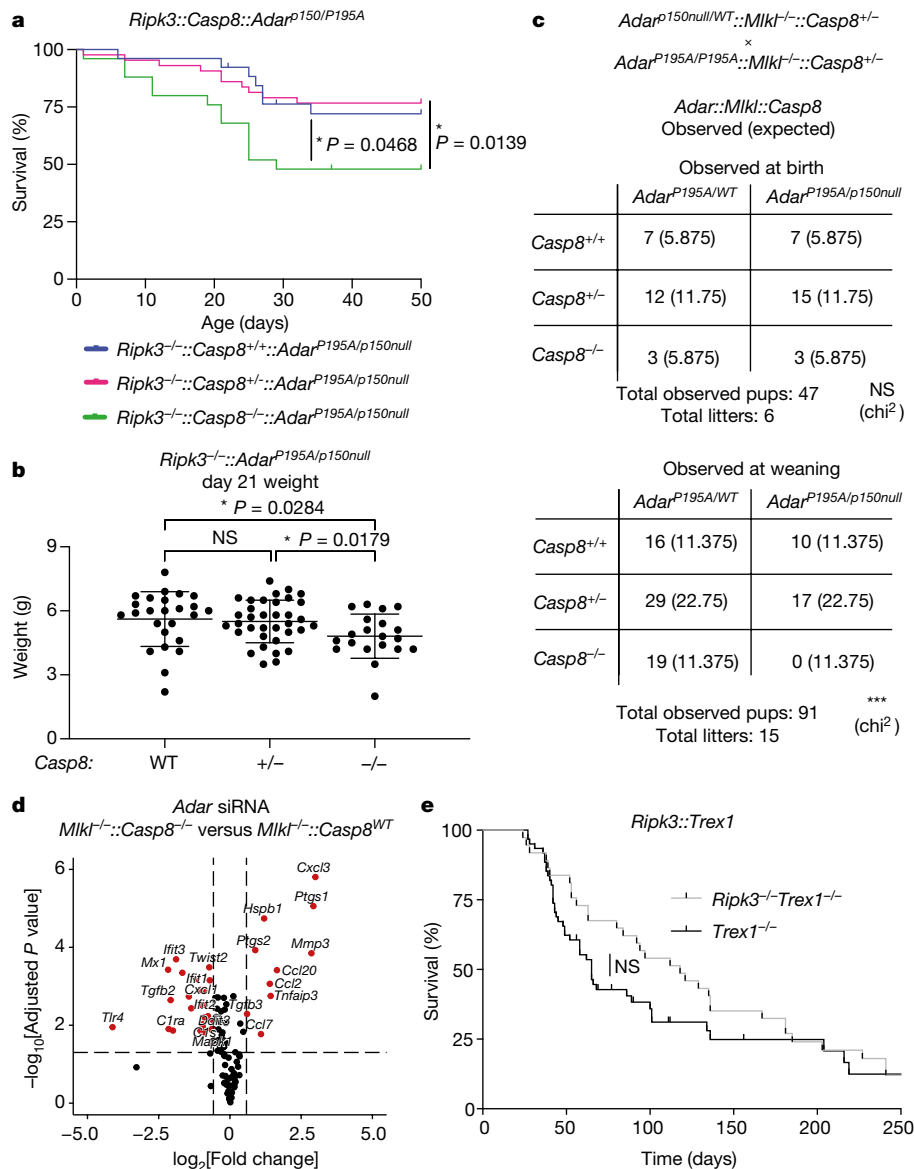 a
Ripk3::Casp8::Adar^p150/P195A
100
75
50
25
0
Survival (%)
0 10 20 30 40 50
Age (days)
* P = 0.0468
* P = 0.0139
Ripk3^–/–::Casp8^+/+::Adar^P195A/p150null
Ripk3^–/–::Casp8^+/-::Adar^P195A/p150null
Ripk3^–/–::Casp8^–/–::Adar^P195A/p150null
b
Ripk3^–/–::Adar^P195A/p150null
day 21 weight
* P = 0.0284
NS
* P = 0.0179
9
6
3
0
Weight (g)
Casp8: WT +/– –/–
c
Adar^p150null/WT::Mlkl^–/–::Casp8^+/–
×
Adar^P195A/P195A::Mlkl^–/–::Casp8^+/–
Adar::Mlkl::Casp8
Observed (expected)
Observed at birth
Adar^P195A/WT Adar^P195A/p150null
Casp8^+/+ 7 (5.875) 7 (5.875)
Casp8^+/– 12 (11.75) 15 (11.75)
Casp8^–/– 3 (5.875) 3 (5.875)
Total observed pups: 47
Total litters: 6
NS
(chi²)
Observed at weaning
Adar^P195A/WT Adar^P195A/p150null
Casp8^+/+ 16 (11.375) 10 (11.375)
Casp8^+/– 29 (22.75) 17 (22.75)
Casp8^–/– 19 (11.375) 0 (11.375)
Total observed pups: 91
Total litters: 15
***
(chi²)
d
Adar siRNA
Mlkl^–/–::Casp8^–/– versus Mlkl^–/–::Casp8^WT
6
4
2
0
–log₁₀[Adjusted P value]
Cxcl3
Ptgs1
Hspb1
Ptgs2
Mmp3
Ifit3
Twist2
Mx1
Ifit1
Ccl20
Ccl2
Cxcl1
Tgfb2
Tnfaip3
Ifit2
Tgfb3
Tlr4
C1ra
Ddit3
C1s
Ccl7
–5.0 –2.5 0 2.5 5.0
log₂[Fold change]
e
Ripk3::Trex1
100
75
50
25
0
Survival (%)
Ripk3^–/–Trex1^–/–
Trex1^–/–
NS
0 50 100 150 200 250
Time (days)